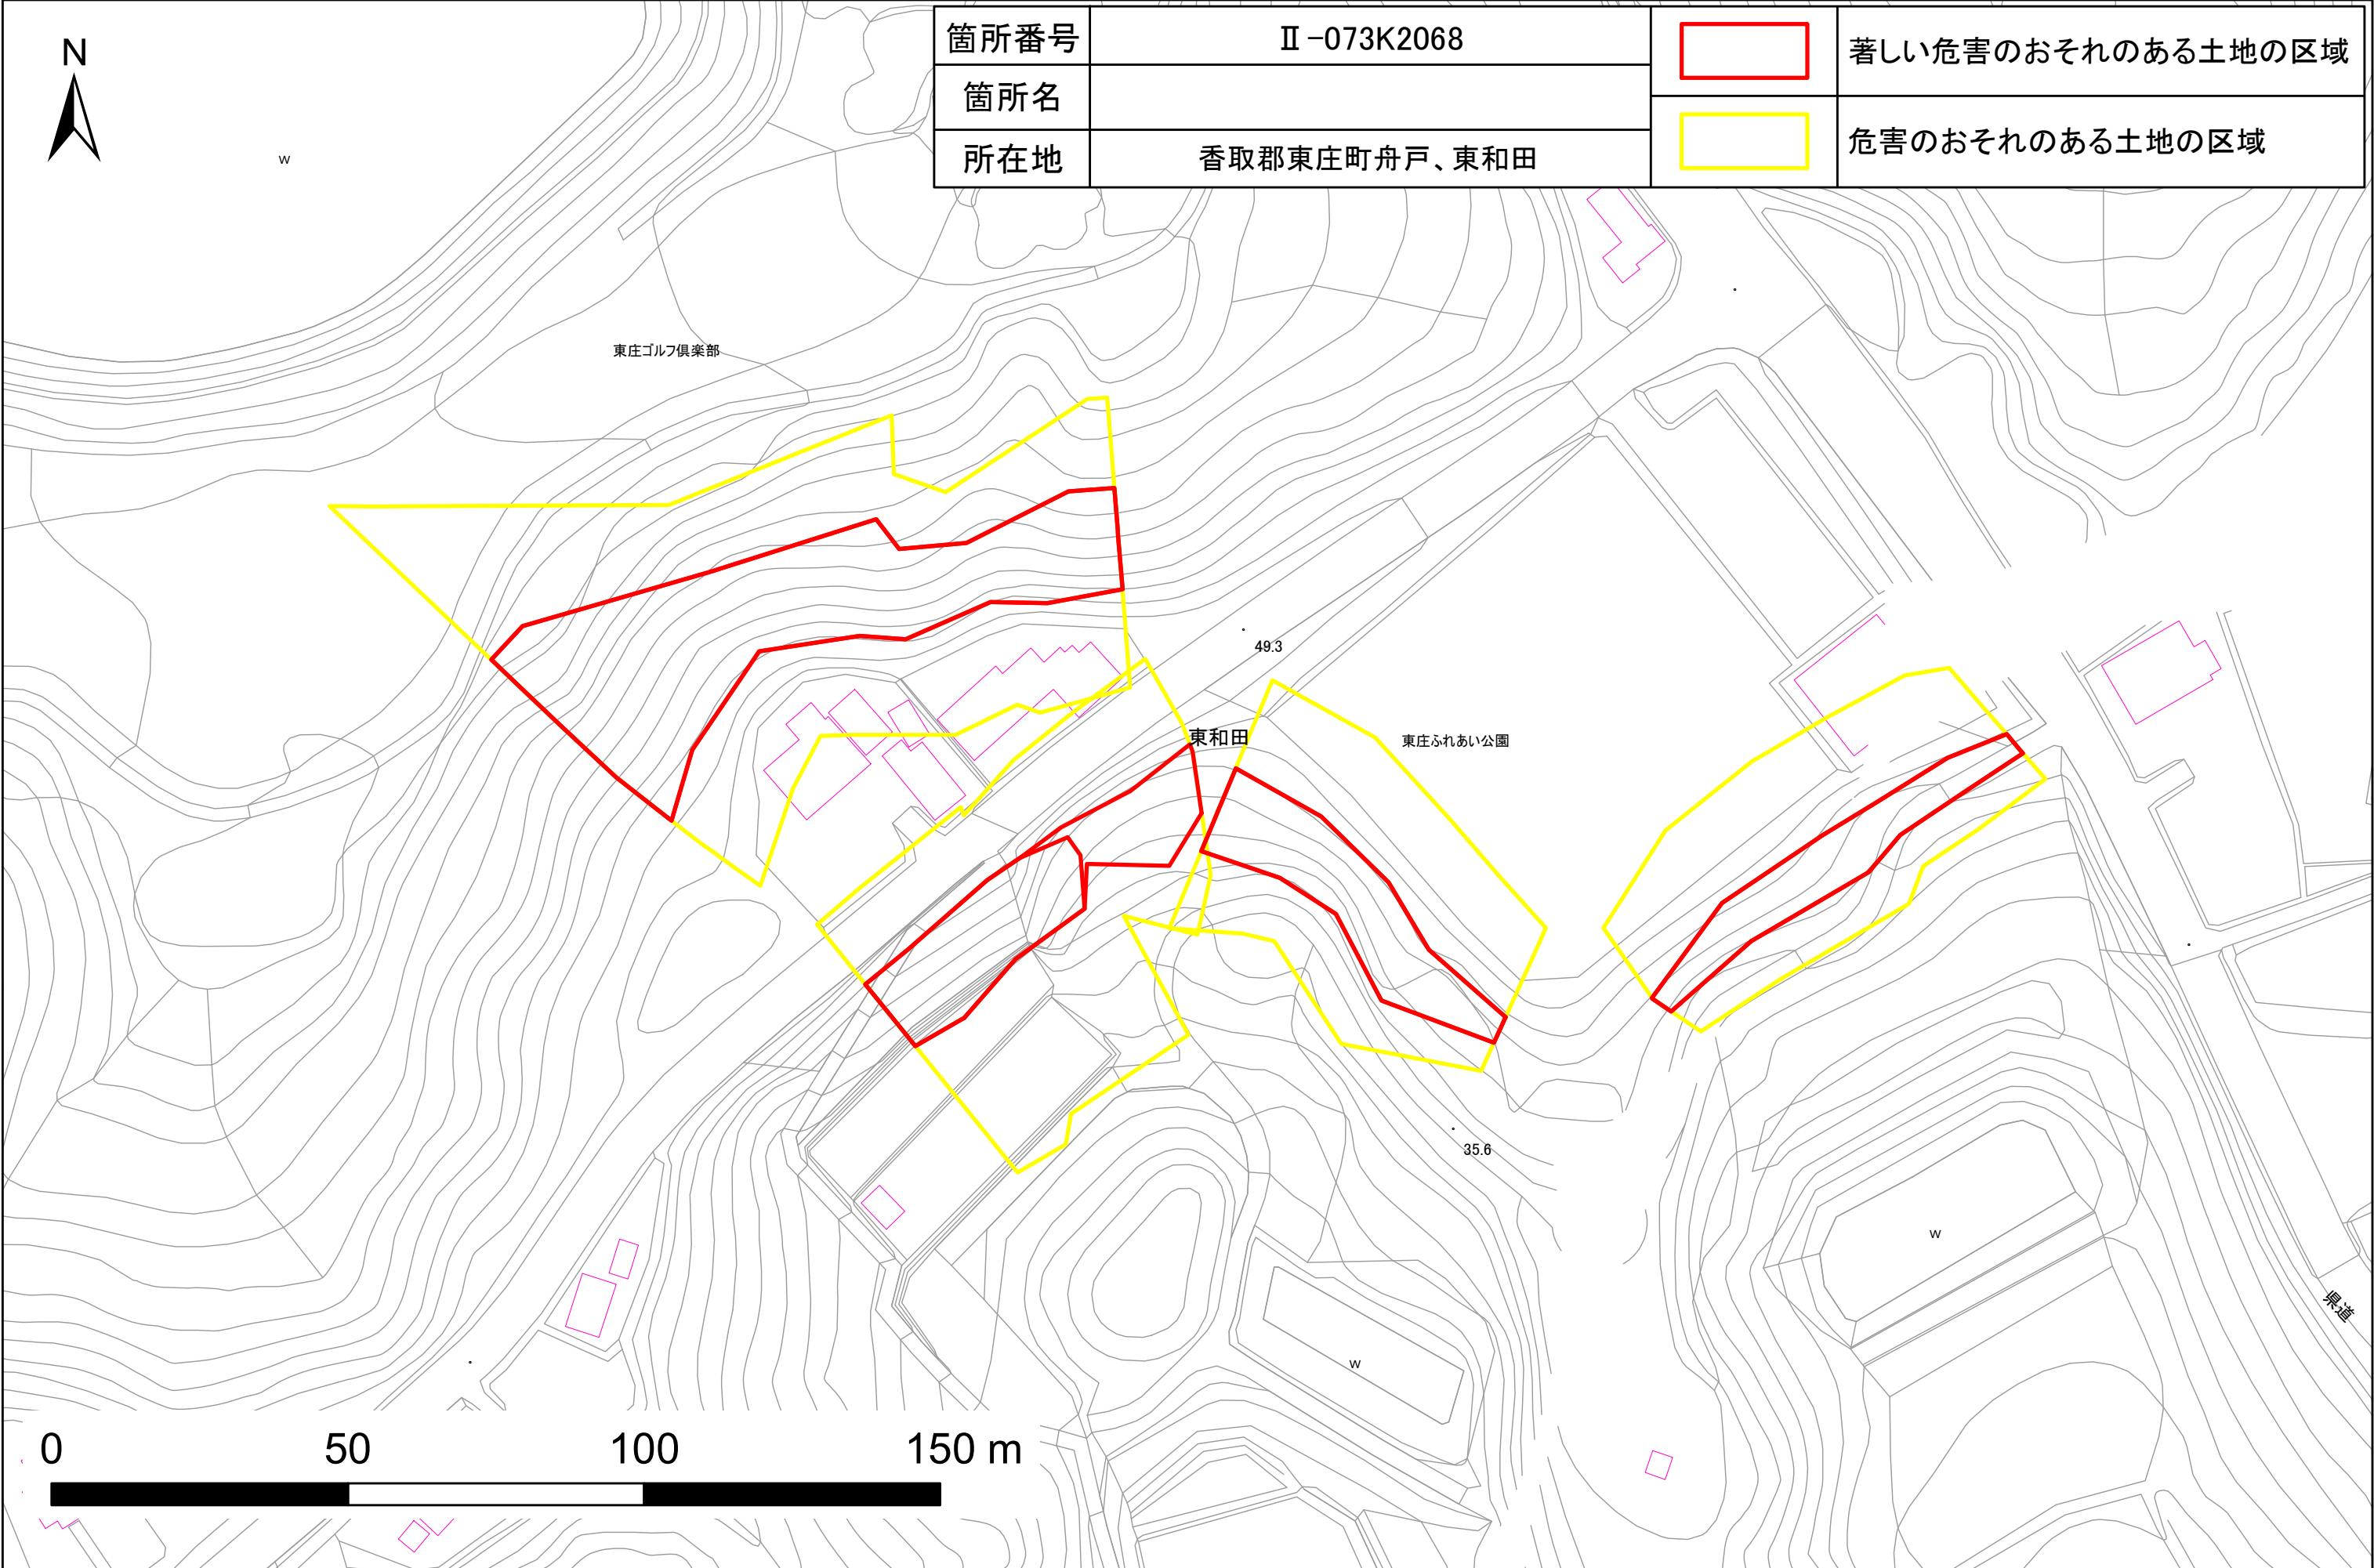 N
箇所番号 Ⅱ-073K2068
箇所名
所在地 香取郡東庄町舟戸、東和田
著しい危害のおそれのある土地の区域
危害のおそれのある土地の区域
W
東庄ゴルフ倶楽部
49.3
東和田
東庄ふれあい公園
35.6
W
W
県道
0 50 100 150 m